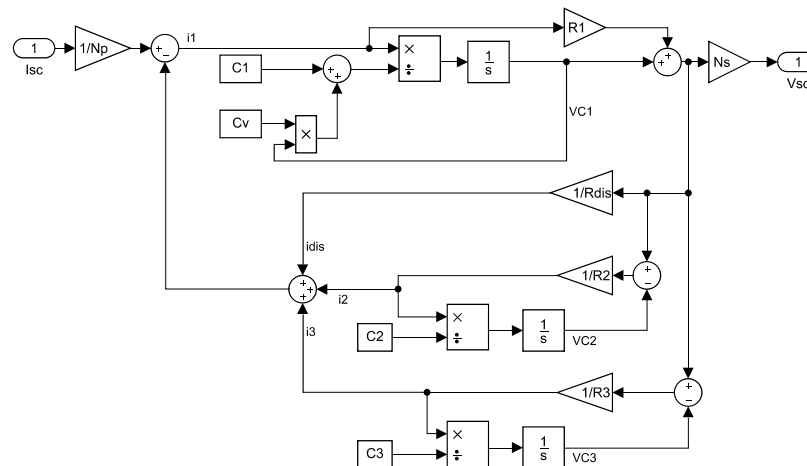 R1
1
Isc
1/Np
+
−
i1
×
÷
1
s
+
+
Ns
1
Vsc
C1
+
+
VC1
Cv
×
1/Rdis
idis
+
+
+
i2
1/R2
+
−
i3
×
÷
C2
1
s
VC2
1/R3
+
−
×
÷
C3
1
s
VC3